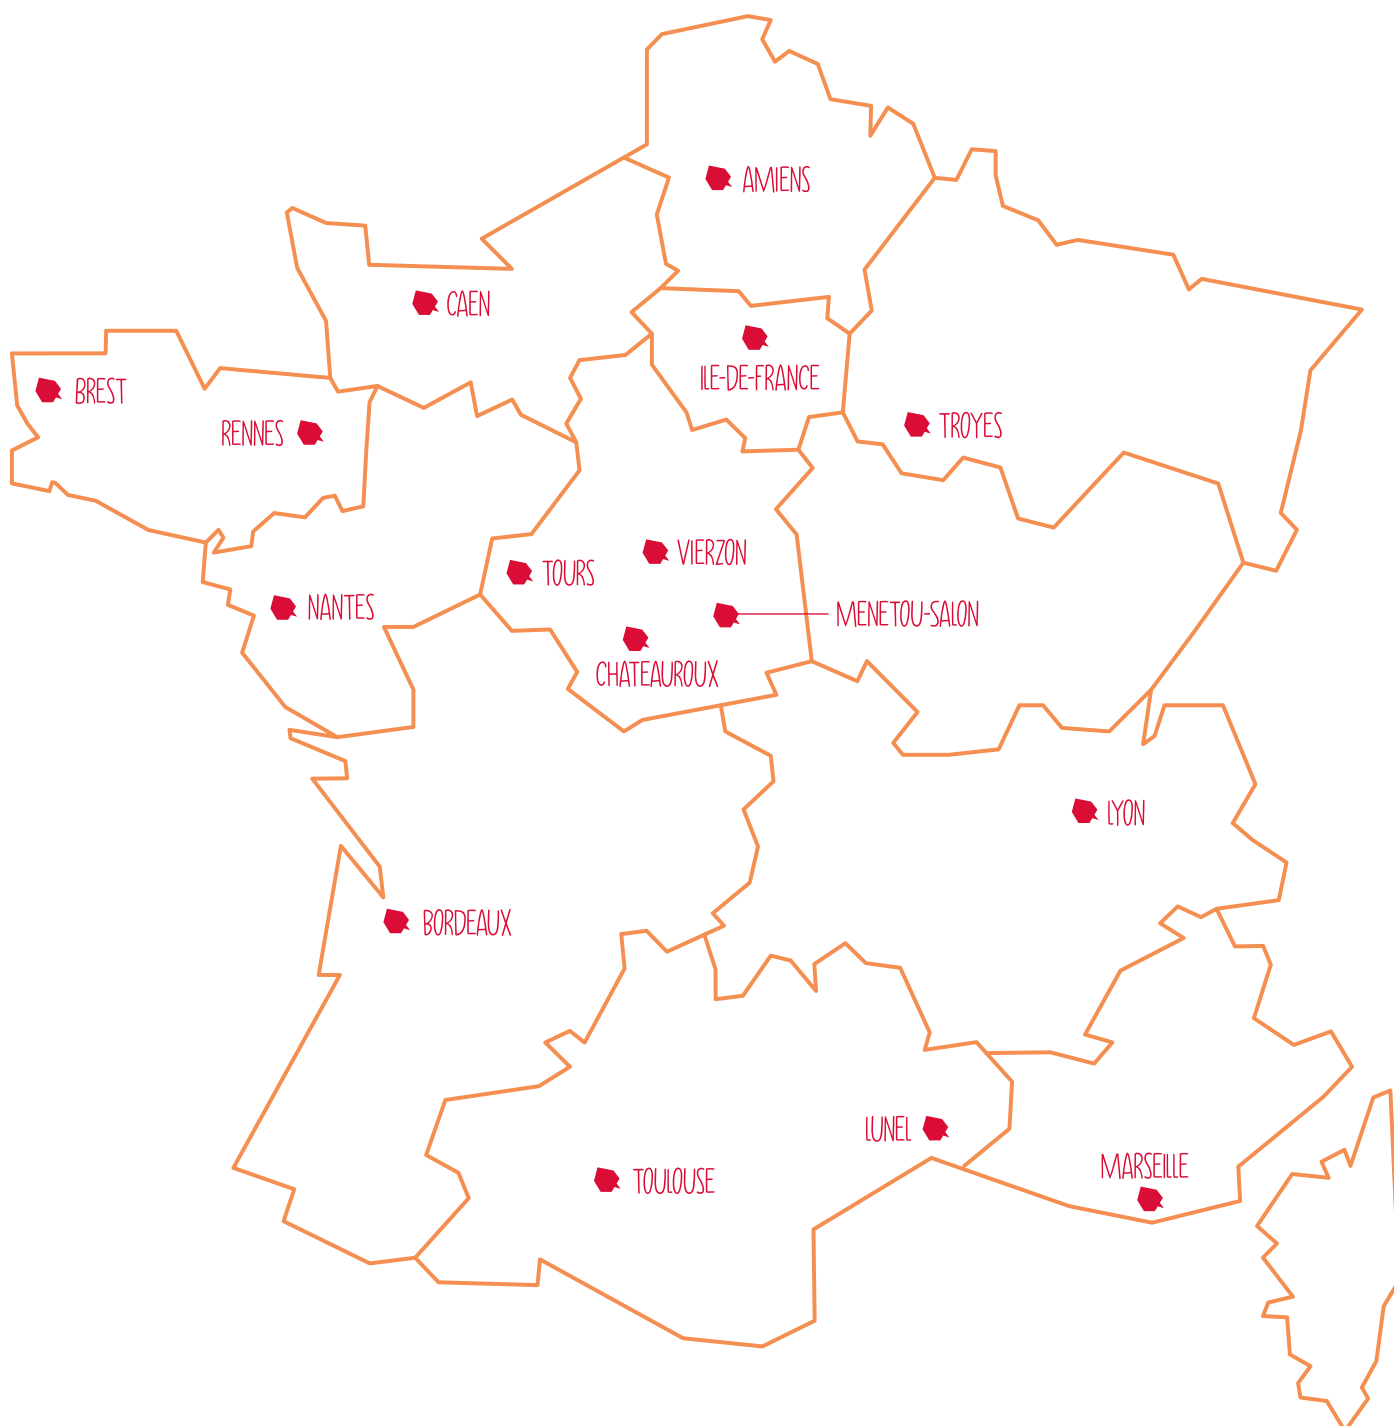 AMIENS
CAEN
ILE-DE-FRANCE
BREST
RENNES
TROYES
VIERZON
TOURS
NANTES
MENETOU-SALON
CHATEAUROUX
LYON
BORDEAUX
LUNEL
MARSEILLE
TOULOUSE